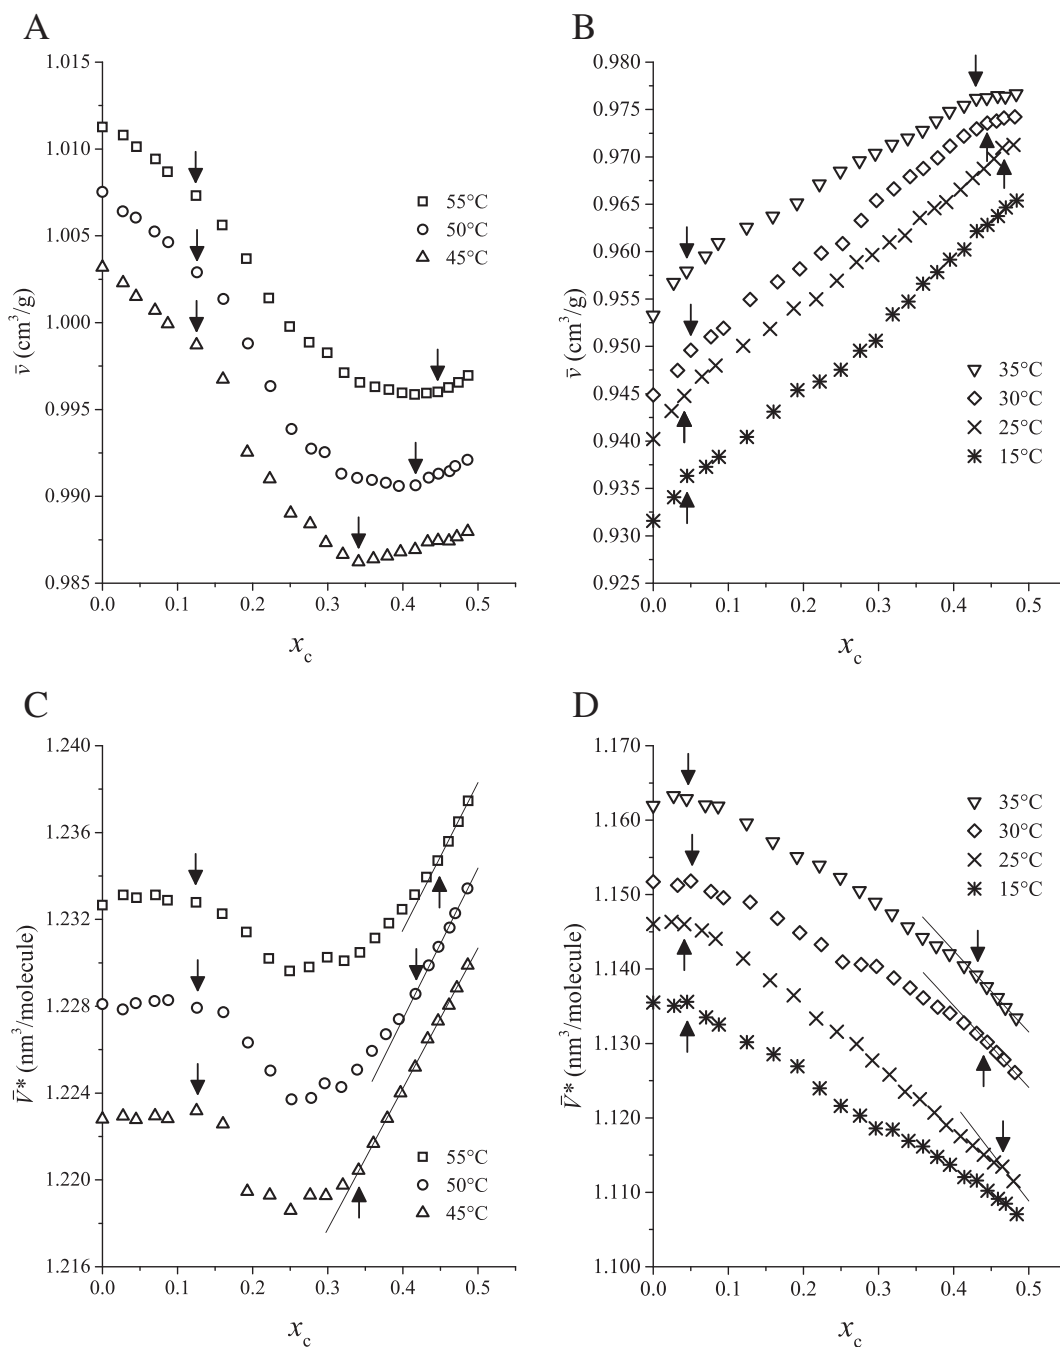 A
1.015
1.010
1.005
1.000
0.995
0.990
0.985
v̄ (cm³/g)
55°C
50°C
45°C
0.0 0.1 0.2 0.3 0.4 0.5
x_c
B
0.980
0.975
0.970
0.965
0.960
0.955
0.950
0.945
0.940
0.935
0.930
0.925
v̄ (cm³/g)
35°C
30°C
25°C
15°C
0.0 0.1 0.2 0.3 0.4 0.5
x_c
C
1.240
1.236
1.232
1.228
1.224
1.220
1.216
V̄* (nm³/molecule)
55°C
50°C
45°C
0.0 0.1 0.2 0.3 0.4 0.5
x_c
D
1.170
1.160
1.150
1.140
1.130
1.120
1.110
1.100
V̄* (nm³/molecule)
35°C
30°C
25°C
15°C
0.0 0.1 0.2 0.3 0.4 0.5
x_c